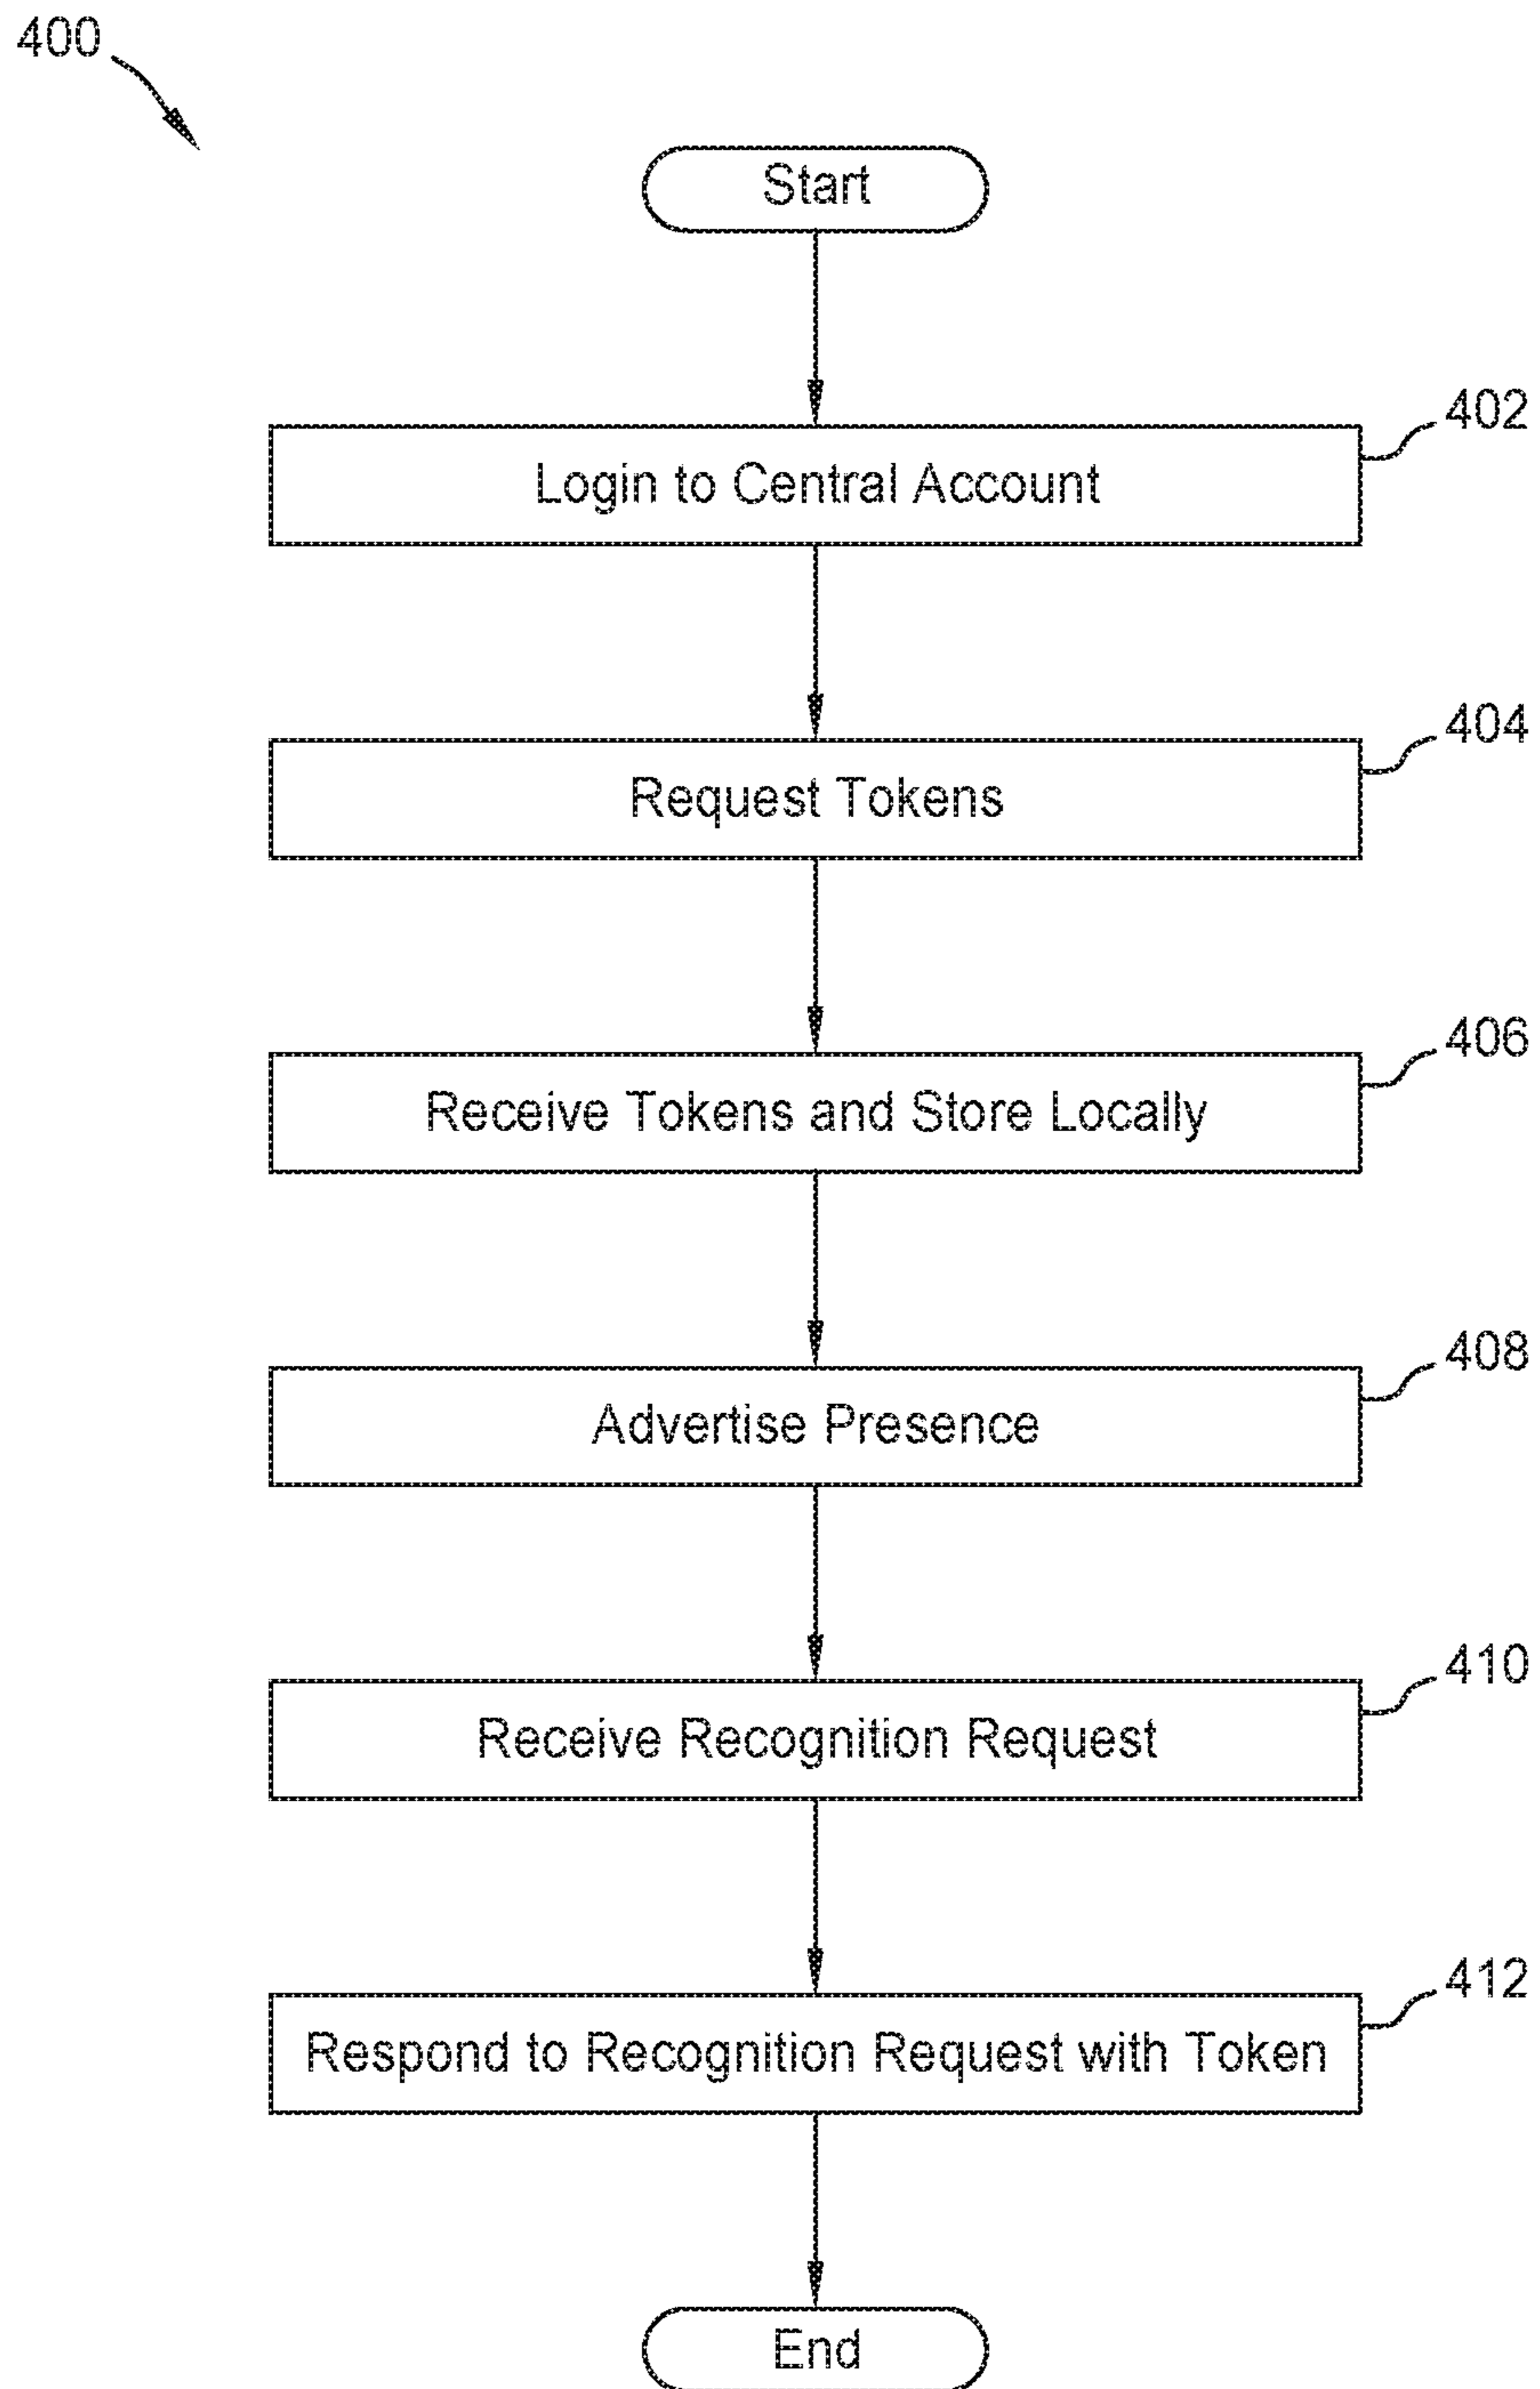 400
Start
402
Login to Central Account
404
Request Tokens
406
Receive Tokens and Store Locally
408
Advertise Presence
410
Receive Recognition Request
412
Respond to Recognition Request with Token
End